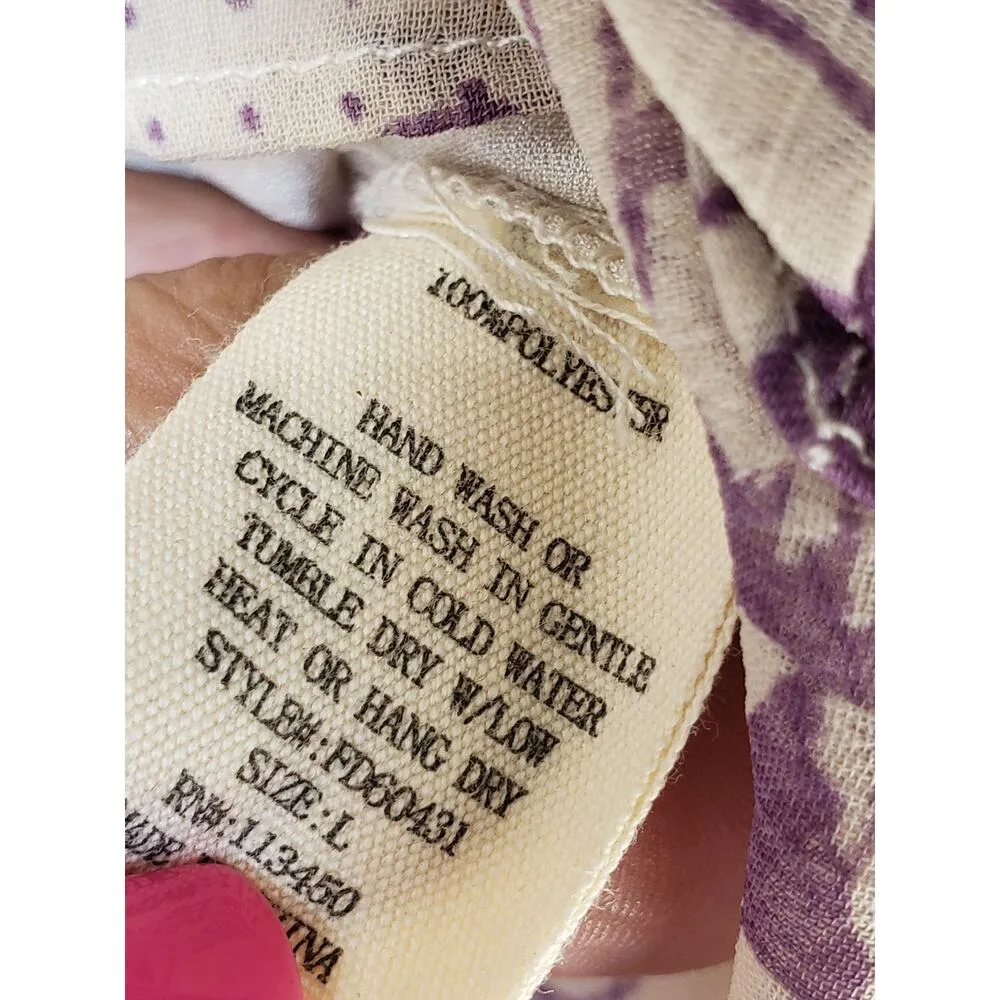 100%POLYESTER
HAND WASH OR
MACHINE WASH IN GENTLE
CYCLE IN COLD WATER
TUMBLE DRY W/LOW
HEAT OR HANG DRY
STYLE#:FD60431
SIZE:L
RN#:113450